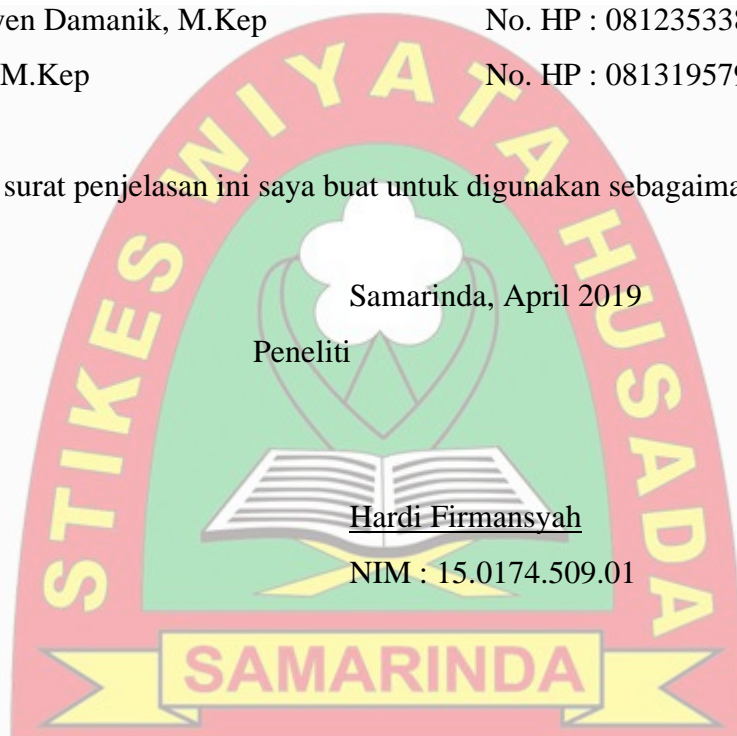 ven Damanik, M.Kep No. HP : 081235338
M.Kep No. HP : 081319579
surat penjelasan ini saya buat untuk digunakan sebagaima
Samarinda, April 2019
Peneliti
Hardi Firmansyah
NIM : 15.0174.509.01
STIKES WIYATA HUSADA
SAMARINDA